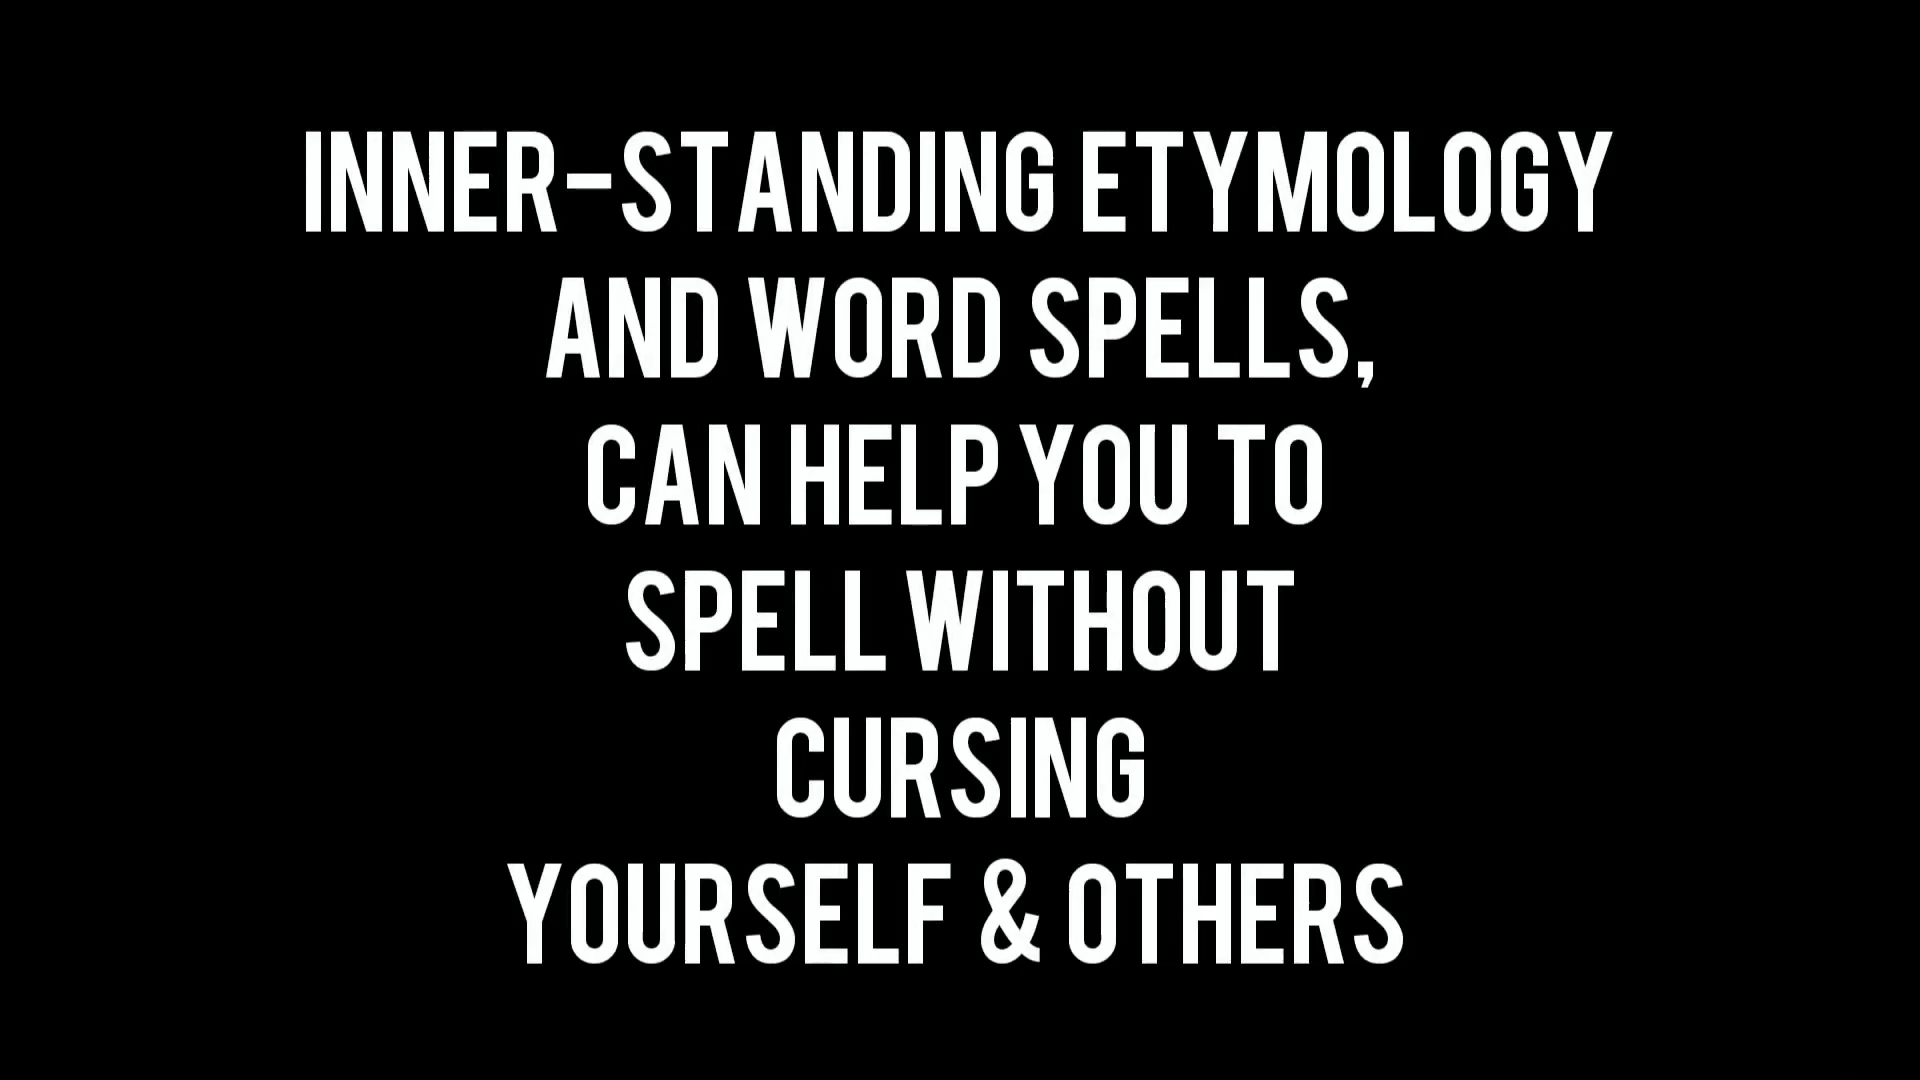 INNER-STANDING ETYMOLOGY
AND WORD SPELLS,
CAN HELP YOU TO
SPELL WITHOUT
CURSING
YOURSELF & OTHERS